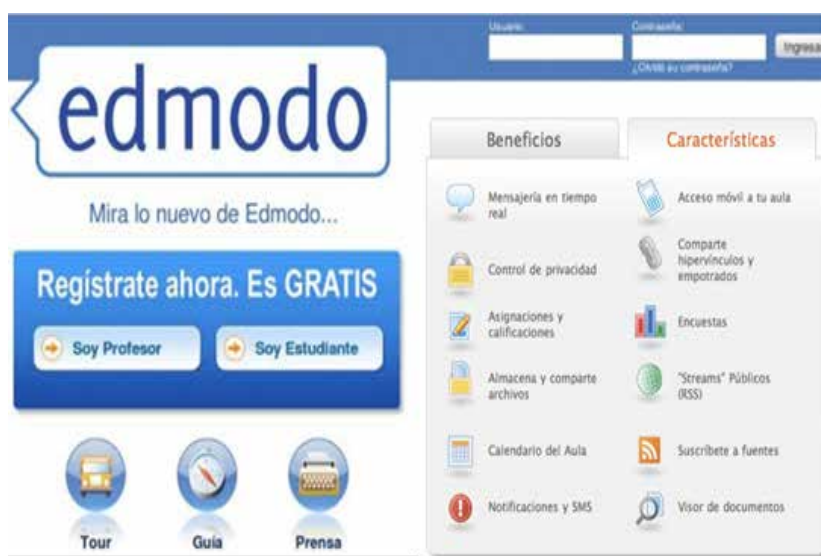 Usuario:
Contraseña:
Ingresa
¿Olvidó su contraseña?
edmodo
Mira lo nuevo de Edmodo...
Regístrate ahora. Es GRATIS
Soy Profesor
Soy Estudiante
Tour
Guía
Prensa
Beneficios
Características
Mensajería en tiempo
real
Control de privacidad
Asignaciones y
calificaciones
Almacena y comparte
archivos
Calendario del Aula
Notificaciones y SMS
Acceso móvil a tu aula
Comparte
hipervínculos y
empotrados
Encuestas
"Streams" Públicos
(RSS)
Suscríbete a fuentes
Visor de documentos